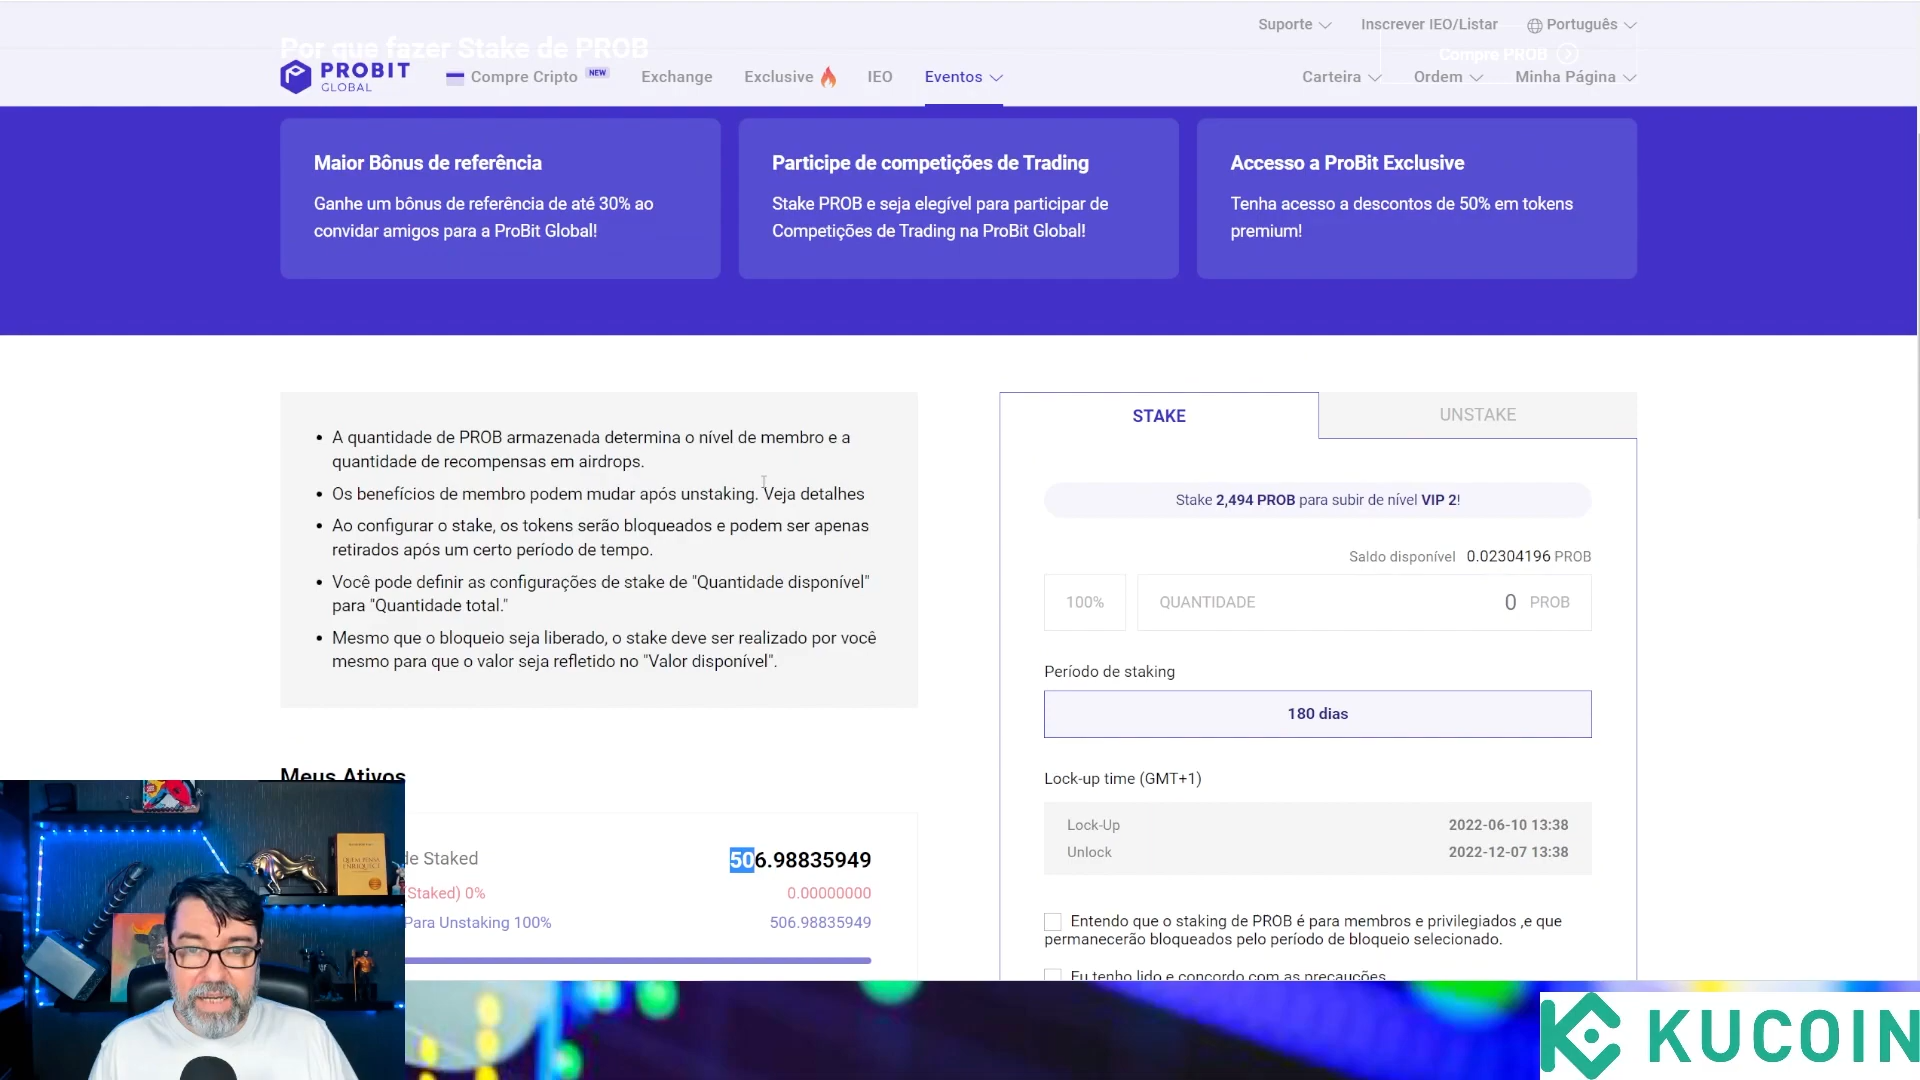 Suporte
Inscrever IEO/Listar
Português
Por que fazer Stake de PROB
Compre PROB
PROBIT
GLOBAL
Compre Cripto NEW
Exchange
Exclusive
IEO
Eventos
Carteira
Ordem
Minha Página
Maior Bônus de referência
Ganhe um bônus de referência de até 30% ao
convidar amigos para a ProBit Global!
Participe de competições de Trading
Stake PROB e seja elegível para participar de
Competições de Trading na ProBit Global!
Accesso a ProBit Exclusive
Tenha acesso a descontos de 50% em tokens
premium!
A quantidade de PROB armazenada determina o nível de membro e a
quantidade de recompensas em airdrops.
Os benefícios de membro podem mudar após unstaking. Veja detalhes
Ao configurar o stake, os tokens serão bloqueados e podem ser apenas
retirados após um certo período de tempo.
Você pode definir as configurações de stake de "Quantidade disponível"
para "Quantidade total."
Mesmo que o bloqueio seja liberado, o stake deve ser realizado por você
mesmo para que o valor seja refletido no "Valor disponível".
STAKE
UNSTAKE
Stake 2,494 PROB para subir de nível VIP 2!
Saldo disponível 0.02304196 PROB
100%
QUANTIDADE 0 PROB
Período de staking
180 dias
Lock-up time (GMT+1)
Lock-Up 2022-06-10 13:38
Unlock 2022-12-07 13:38
Entendo que o staking de PROB é para membros e privilegiados ,e que
permanecerão bloqueados pelo período de bloqueio selecionado.
Eu tenho lido e concordo com as precauções
Meus Ativos
de Staked 506.98835949
(Staked) 0% 0.00000000
Para Unstaking 100% 506.98835949
KUCOIN